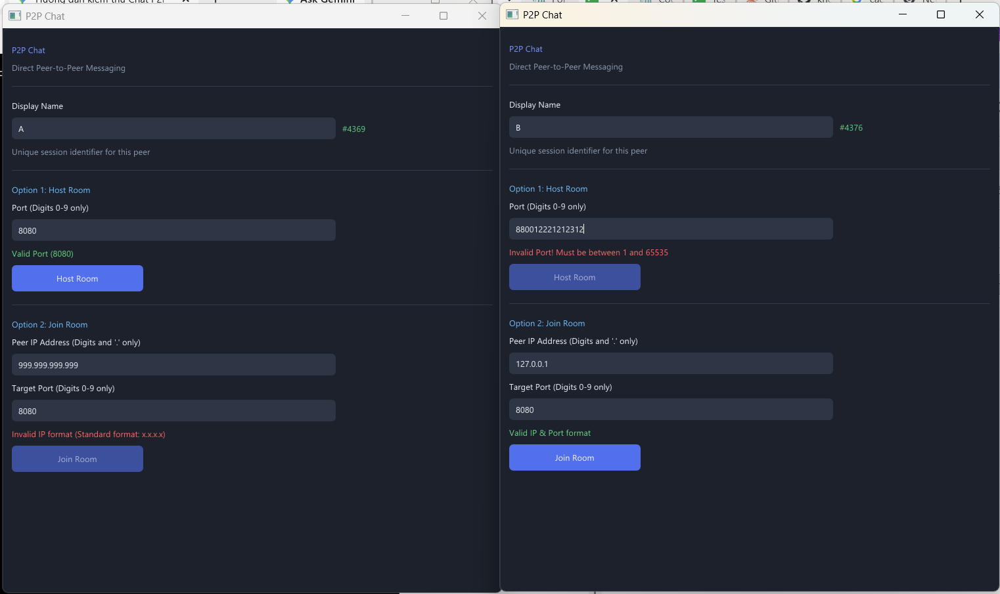 Ask Gemini
P2P Chat
P2P Chat
Direct Peer-to-Peer Messaging
Display Name
A
#4369
Unique session identifier for this peer
Option 1: Host Room
Port (Digits 0-9 only)
8080
Valid Port (8080)
Host Room
Option 2: Join Room
Peer IP Address (Digits and '.' only)
999.999.999.999
Target Port (Digits 0-9 only)
8080
Invalid IP format (Standard format: x.x.x.x)
Join Room
P2P Chat
P2P Chat
Direct Peer-to-Peer Messaging
Display Name
B
#4376
Unique session identifier for this peer
Option 1: Host Room
Port (Digits 0-9 only)
880012221212312
Invalid Port! Must be between 1 and 65535
Host Room
Option 2: Join Room
Peer IP Address (Digits and '.' only)
127.0.0.1
Target Port (Digits 0-9 only)
8080
Valid IP & Port format
Join Room